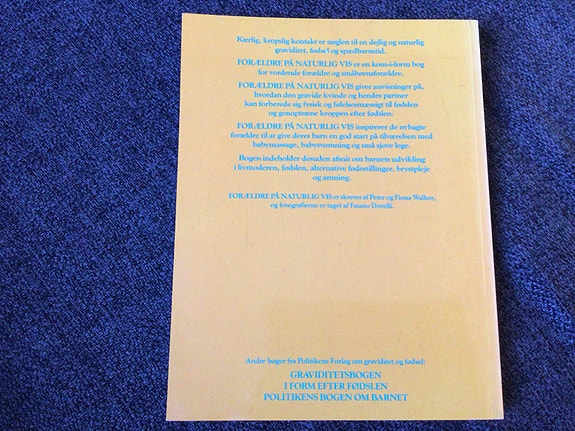 Kærlig, kropslig kontakt er nøglen til en dejlig og naturlig
graviditet, fødsel og spædbarnstid.
FORÆLDRE PÅ NATURLIG VIS er en kom-i-form bog
for vordende forældre og småbørnsforældre.
FORÆLDRE PÅ NATURLIG VIS giver anvisninger på,
hvordan den gravide kvinde og hendes partner
kan forberede sig fysisk og følelsesmæssigt til fødslen
og genoptræne kroppen efter fødslen.
FORÆLDRE PÅ NATURLIG VIS inspirerer de nybagte
forældre til at give deres barn en god start på tilværelsen med
babymassage, babysvømning og små sjove lege.
Bogen indeholder desuden afsnit om barnets udvikling
i livmoderen, fødslen, alternative fødestillinger, brystpleje
og amning.
FORÆLDRE PÅ NATURLIG VIS er skrevet af Peter og Fiona Walker,
og fotografierne er taget af Fausto Dorelli.
Andre bøger fra Politikens Forlag om graviditet og fødsel:
GRAVIDITETSBOGEN
I FORM EFTER FØDSLEN
POLITIKENS BOGEN OM BARNET